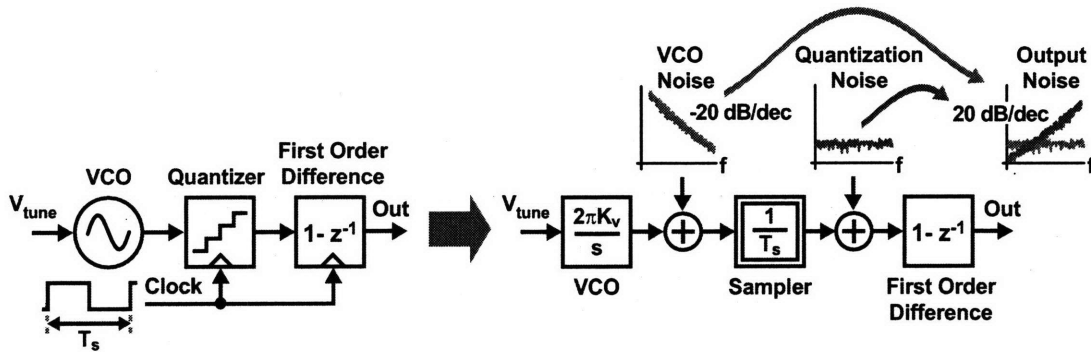 VCO
Noise
-20 dB/dec
f
Quantization
Noise
20 dB/dec
f
Output
Noise
f
V_tune
VCO
Quantizer
First Order
Difference
1- z⁻¹
Out
Clock
T_s
V_tune
2πK_v
s
VCO
1
T_s
Sampler
1- z⁻¹
First Order
Difference
Out